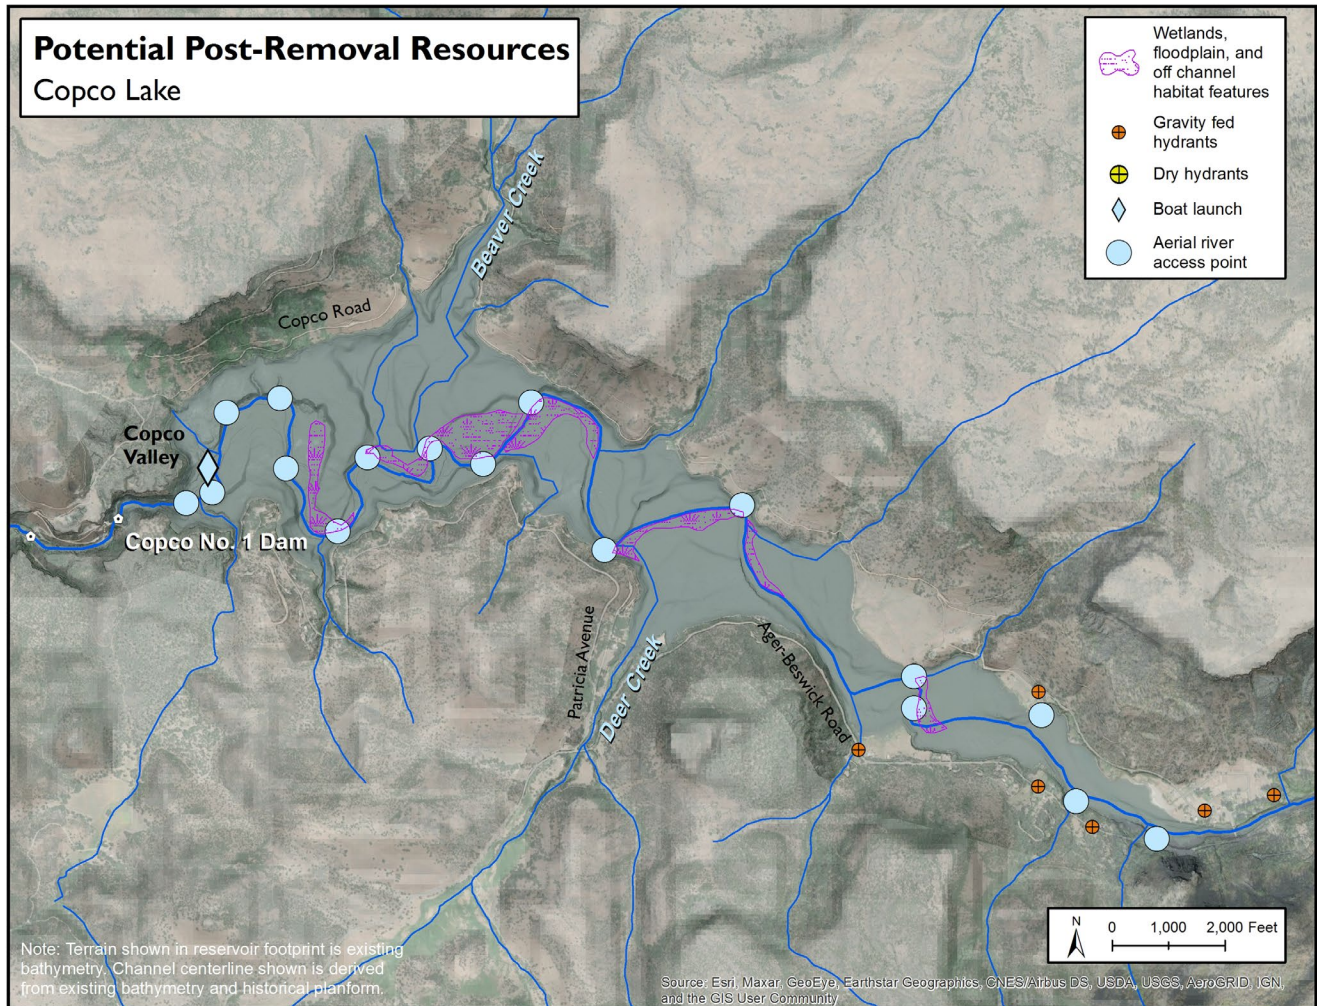 Potential Post-Removal Resources
Copco Lake
Wetlands,
floodplain, and
off channel
habitat features
Gravity fed
hydrants
Dry hydrants
Boat launch
Aerial river
access point
Beaver Creek
Copco Road
Copco
Valley
Copco No. 1 Dam
Patricia Avenue
Deer Creek
Ager-Beswick Road
N
0 1,000 2,000 Feet
Note: Terrain shown in reservoir footprint is existing
bathymetry. Channel centerline shown is derived
from existing bathymetry and historical planform.
Source: Esri, Maxar, GeoEye, Earthstar Geographics, CNES/Airbus DS, USDA, USGS, AeroGRID, IGN,
and the GIS User Community